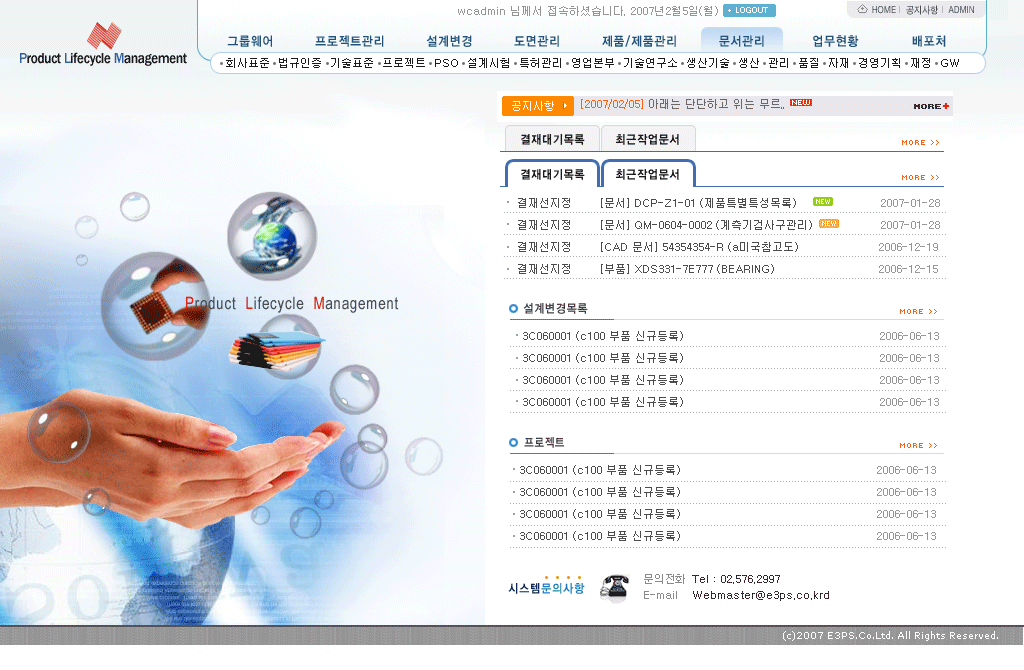 wcadmin 님께서 접속하셨습니다. 2007년2월5일(월) LOGOUT
HOME | 공지사항 | ADMIN
Product Lifecycle Management
그룹웨어 프로젝트관리 설계변경 도면관리 제품/제품관리 문서관리 업무현황 배포처
•회사표준 •법규인증 •기술표준 •프로젝트 •PSO •설계시험 •특허관리 •영업본부 •기술연구소 •생산기술 •생산 •관리 •품질 •자재 •경영기획 •재정 •GW
공지사항 [2007/02/05] 아래는 단단하고 위는 무르.. NEW MORE+
결재대기목록 최근작업문서 MORE >>
결재대기목록 최근작업문서 MORE >>
· 결재선지정 [문서] DCP-Z1-01 (제품특별특성목록) NEW 2007-01-28
· 결재선지정 [문서] QM-0604-0002 (계측기검사구관리) NEW 2007-01-28
· 결재선지정 [CAD 문서] 54354354-R (a미국참고도) 2006-12-19
· 결재선지정 [부품] XDS331-7E777 (BEARING) 2006-12-15
Product Lifecycle Management
설계변경목록 MORE >>
· 3C060001 (c100 부품 신규등록) 2006-06-13
· 3C060001 (c100 부품 신규등록) 2006-06-13
· 3C060001 (c100 부품 신규등록) 2006-06-13
· 3C060001 (c100 부품 신규등록) 2006-06-13
프로젝트 MORE >>
· 3C060001 (c100 부품 신규등록) 2006-06-13
· 3C060001 (c100 부품 신규등록) 2006-06-13
· 3C060001 (c100 부품 신규등록) 2006-06-13
· 3C060001 (c100 부품 신규등록) 2006-06-13
시스템문의사항
문의전화 Tel : 02.576.2997
E-mail Webmaster@e3ps.co.krd
(c)2007 E3PS.Co.Ltd. All Rights Reserved.